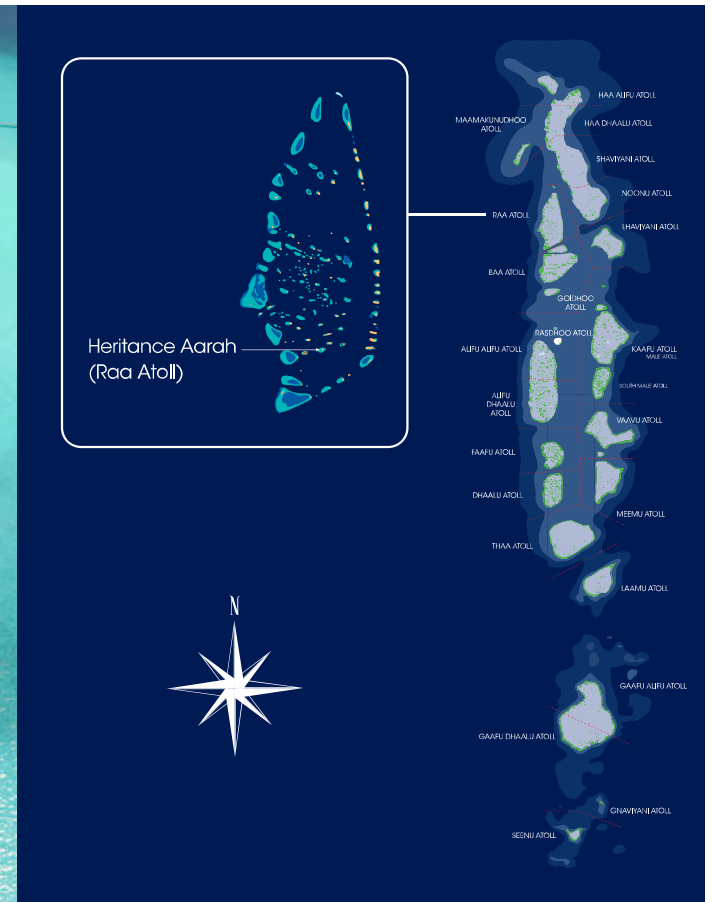 HAA ALIFU ATOLL
MAAMAKUNUDHOO
ATOLL
HAA DHAALU ATOLL
SHAVIYANI ATOLL
NOONU ATOLL
RAA ATOLL
LHAVIYANI ATOLL
BAA ATOLL
GOIDHOO
ATOLL
RASDHOO ATOLL
ALIFU ALIFU ATOLL
KAAFU ATOLL
MALE' ATOLL
SOUTH MALE' ATOLL
ALIFU
DHAALU
ATOLL
VAAVU ATOLL
FAAFU ATOLL
DHAALU ATOLL
MEEMU ATOLL
THAA ATOLL
LAAMU ATOLL
GAAFU ALIFU ATOLL
GAAFU DHAALU ATOLL
GNAVIYANI ATOLL
SEENU ATOLL
Heritance Aarah
(Raa Atoll)
N